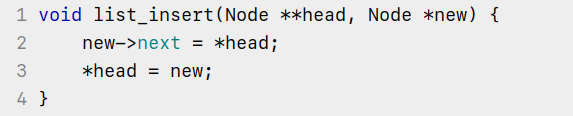 1 void list_insert(Node **head, Node *new) {
2     new->next = *head;
3     *head = new;
4 }